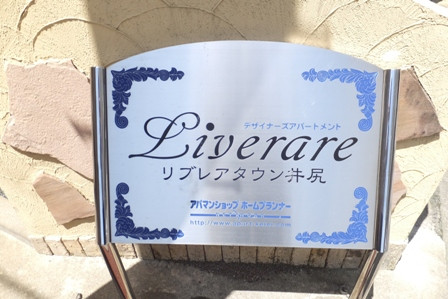 デザイナーズアパートメント
Liverare
リブレアタウン井尻
アパマンショップ ホームプランナー